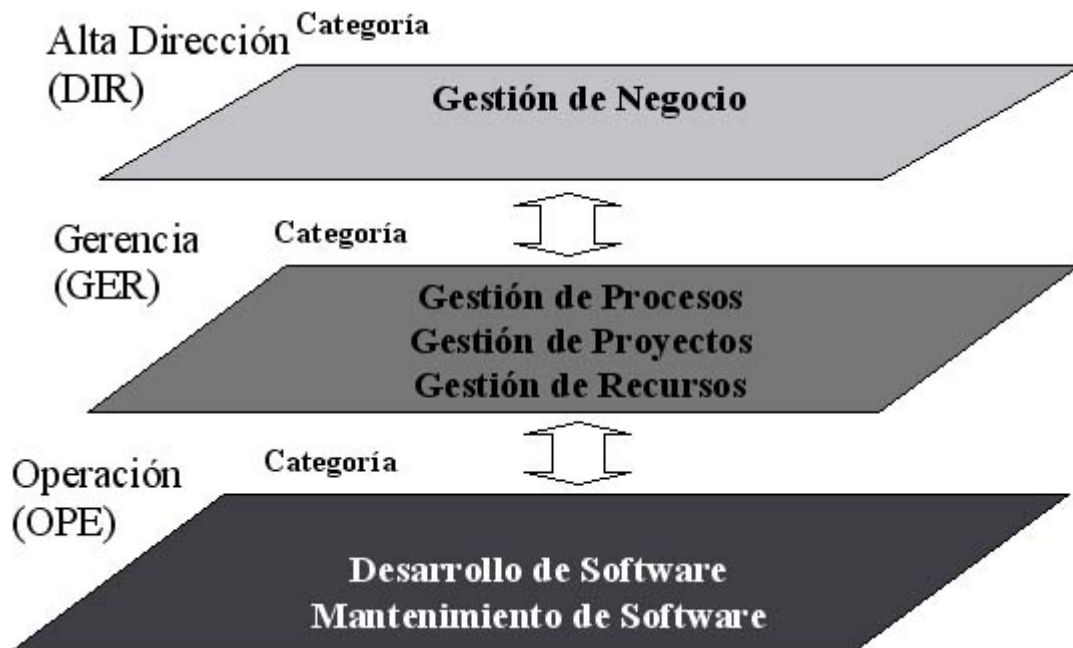 Alta Dirección
(DIR)
Categoría
Gestión de Negocio
Gerencia
(GER)
Categoría
Gestión de Procesos
Gestión de Proyectos
Gestión de Recursos
Operación
(OPE)
Categoría
Desarrollo de Software
Mantenimiento de Software